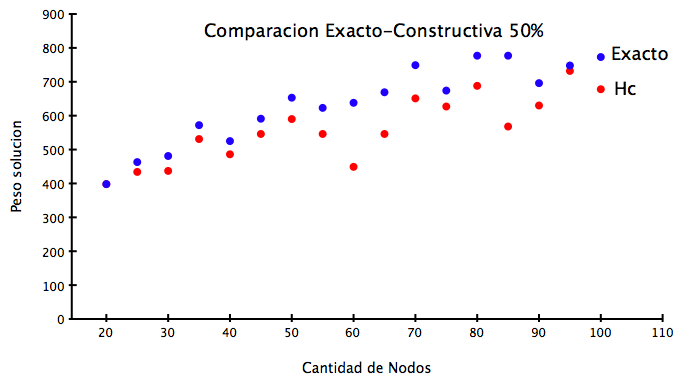 Comparacion Exacto-Constructiva 50%
Exacto
Hc
Peso solucion
900
800
700
600
500
400
300
200
100
0
20 30 40 50 60 70 80 90 100 110
Cantidad de Nodos